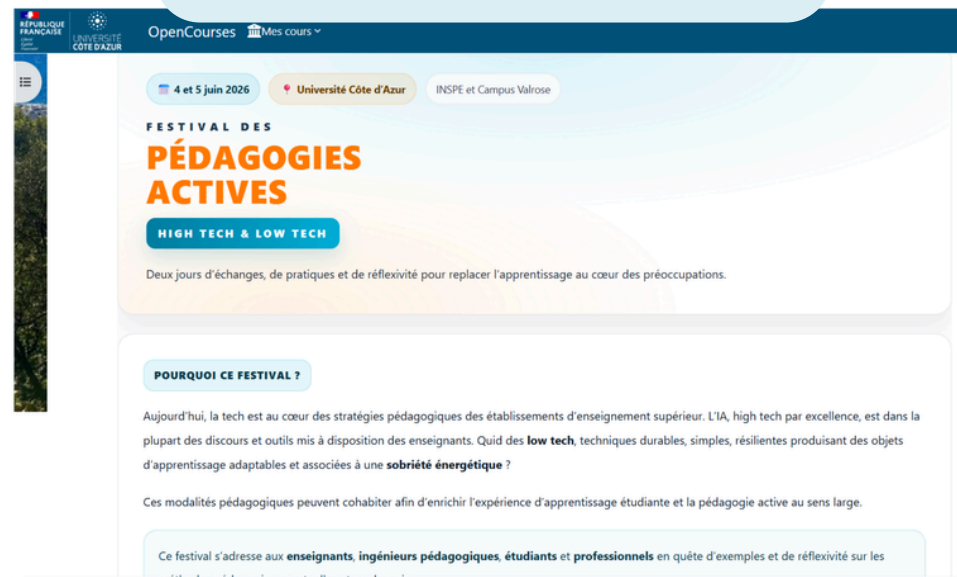 RÉPUBLIQUE
FRANÇAISE
Liberté
Égalité
Fraternité
UNIVERSITÉ
CÔTE D'AZUR
OpenCourses Mes cours
4 et 5 juin 2026 Université Côte d'Azur INSPE et Campus Valrose
FESTIVAL DES
PÉDAGOGIES
ACTIVES
HIGH TECH & LOW TECH
Deux jours d'échanges, de pratiques et de réflexivité pour replacer l'apprentissage au cœur des préoccupations.
POURQUOI CE FESTIVAL ?
Aujourd'hui, la tech est au cœur des stratégies pédagogiques des établissements d'enseignement supérieur. L'IA, high tech par excellence, est dans la
plupart des discours et outils mis à disposition des enseignants. Quid des low tech, techniques durables, simples, résilientes produisant des objets
d'apprentissage adaptables et associées à une sobriété énergétique ?
Ces modalités pédagogiques peuvent cohabiter afin d'enrichir l'expérience d'apprentissage étudiante et la pédagogie active au sens large.
Ce festival s'adresse aux enseignants, ingénieurs pédagogiques, étudiants et professionnels en quête d'exemples et de réflexivité sur les